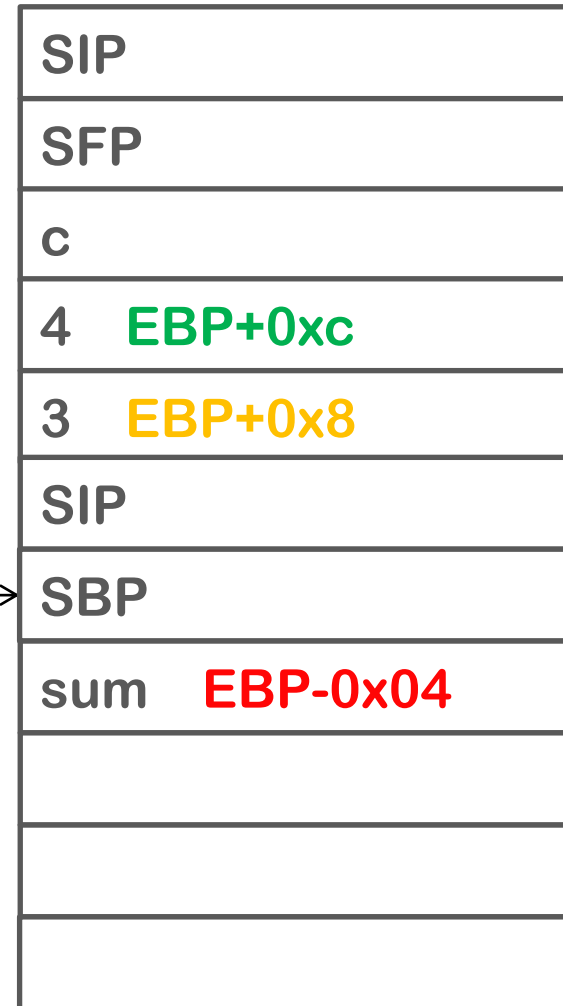 SIP
SFP
c
4 EBP+0xc
3 EBP+0x8
SIP
SBP
sum EBP-0x04